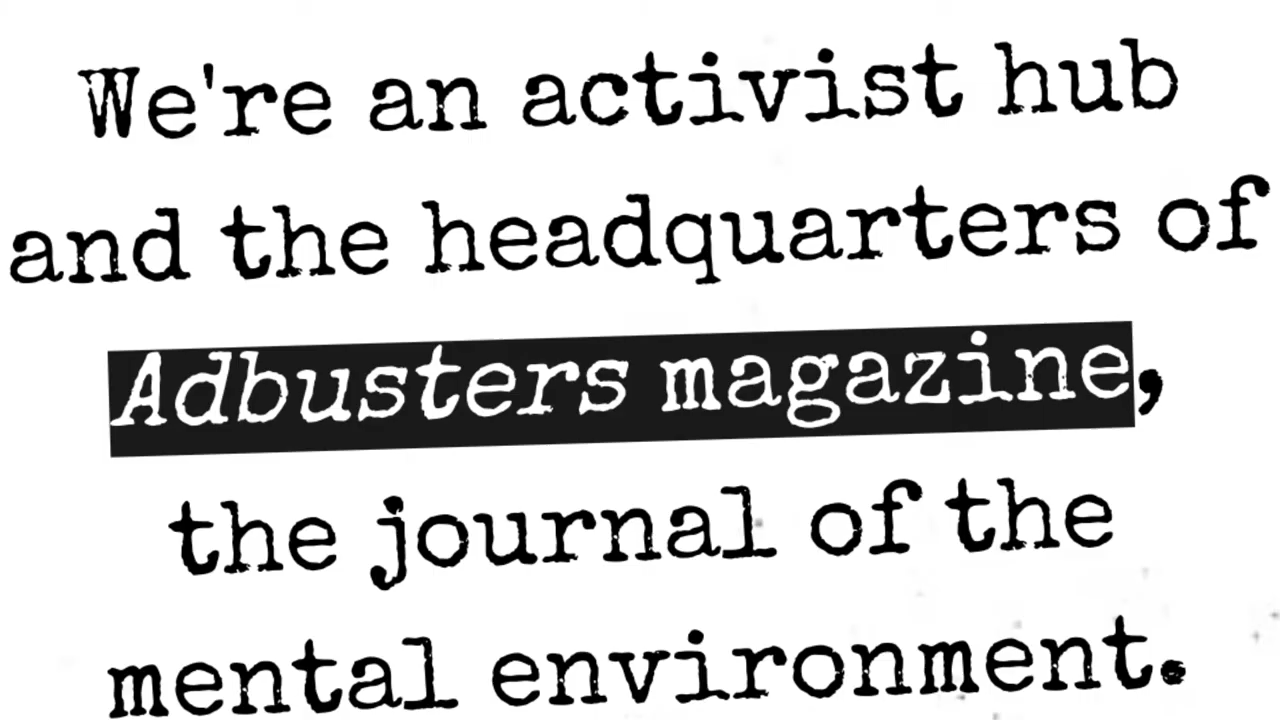 We're an activist hub
and the headquarters of
Adbusters magazine,
the journal of the
mental environment.